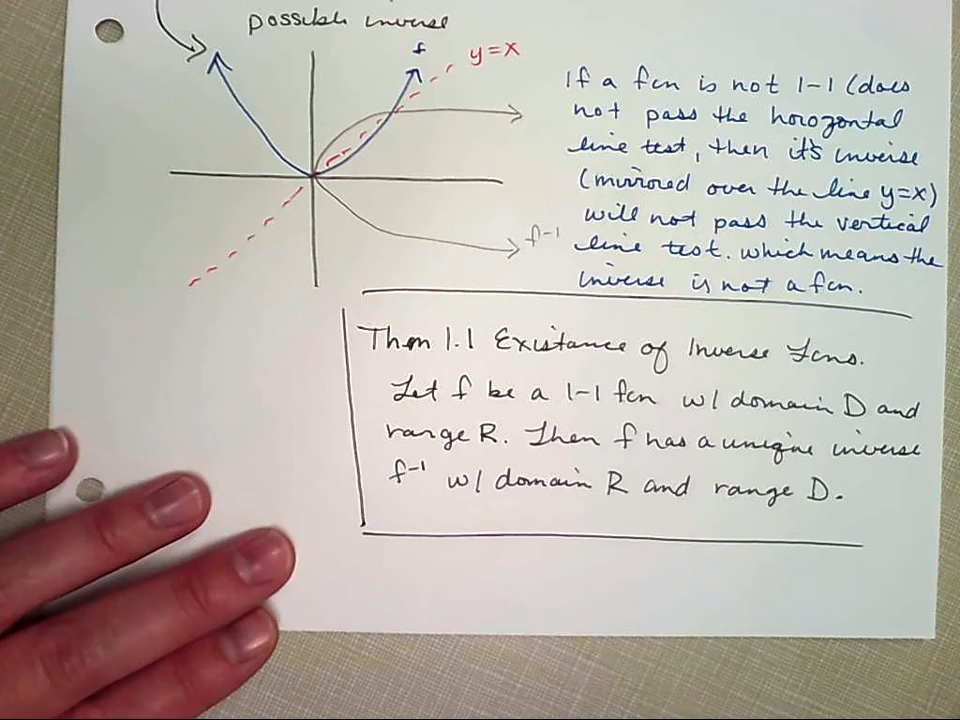 possible inverse
f
y=x
f-1
If a fcn is not 1-1 (does
not pass the horozontal
line test, then it's inverse
(mirrored over the line y=x)
will not pass the vertical
line test. which means the
inverse is not a fcn.
Thm 1.1 Existance of Inverse Fcns.
Let f be a 1-1 fcn w/ domain D and
range R. Then f has a unique inverse
f-1 w/ domain R and range D.